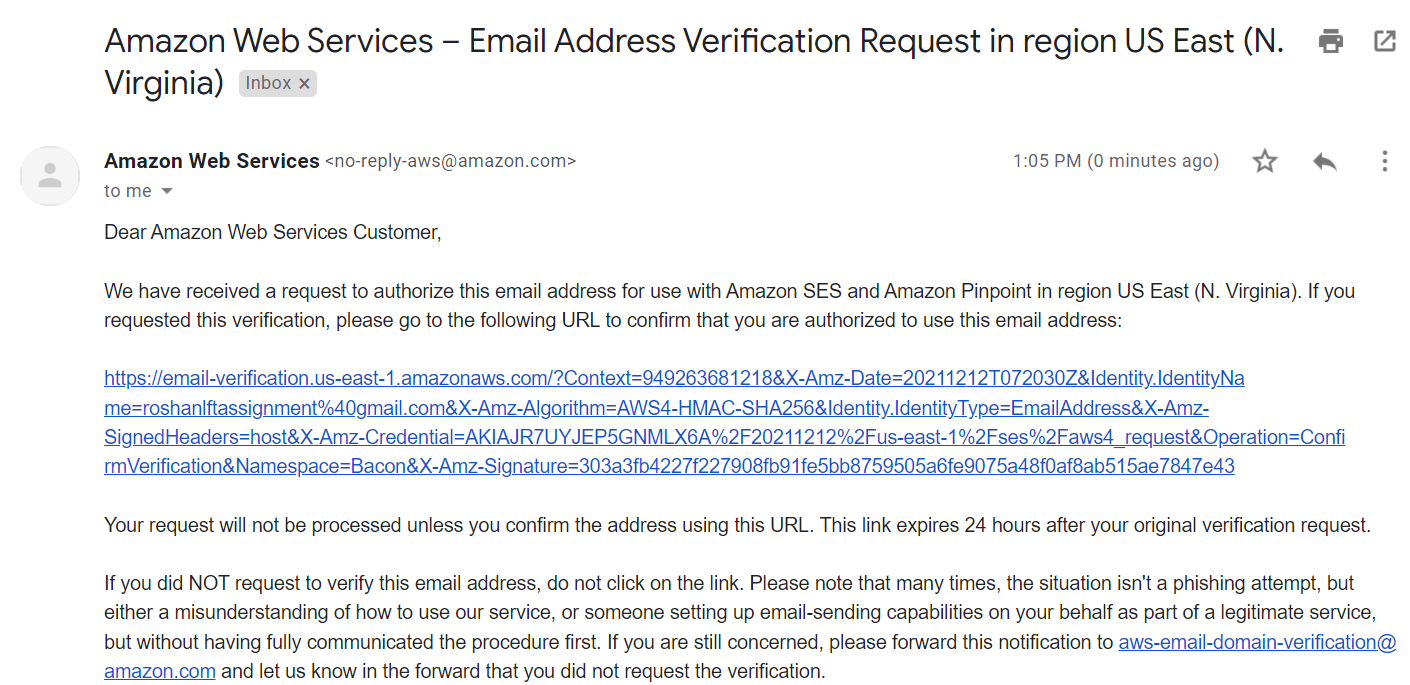 Amazon Web Services – Email Address Verification Request in region US East (N.
Virginia) Inbox ×
Amazon Web Services <no-reply-aws@amazon.com> 1:05 PM (0 minutes ago)
to me
Dear Amazon Web Services Customer,
We have received a request to authorize this email address for use with Amazon SES and Amazon Pinpoint in region US East (N. Virginia). If you
requested this verification, please go to the following URL to confirm that you are authorized to use this email address:
https://email-verification.us-east-1.amazonaws.com/?Context=949263681218&X-Amz-Date=20211212T072030Z&Identity.IdentityNa
me=roshanlftassignment%40gmail.com&X-Amz-Algorithm=AWS4-HMAC-SHA256&Identity.IdentityType=EmailAddress&X-Amz-
SignedHeaders=host&X-Amz-Credential=AKIAJR7UYJEP5GNMLX6A%2F20211212%2Fus-east-1%2Fses%2Faws4_request&Operation=Confi
rmVerification&Namespace=Bacon&X-Amz-Signature=303a3fb4227f227908fb91fe5bb8759505a6fe9075a48f0af8ab515ae7847e43
Your request will not be processed unless you confirm the address using this URL. This link expires 24 hours after your original verification request.
If you did NOT request to verify this email address, do not click on the link. Please note that many times, the situation isn't a phishing attempt, but
either a misunderstanding of how to use our service, or someone setting up email-sending capabilities on your behalf as part of a legitimate service,
but without having fully communicated the procedure first. If you are still concerned, please forward this notification to aws-email-domain-verification@
amazon.com and let us know in the forward that you did not request the verification.